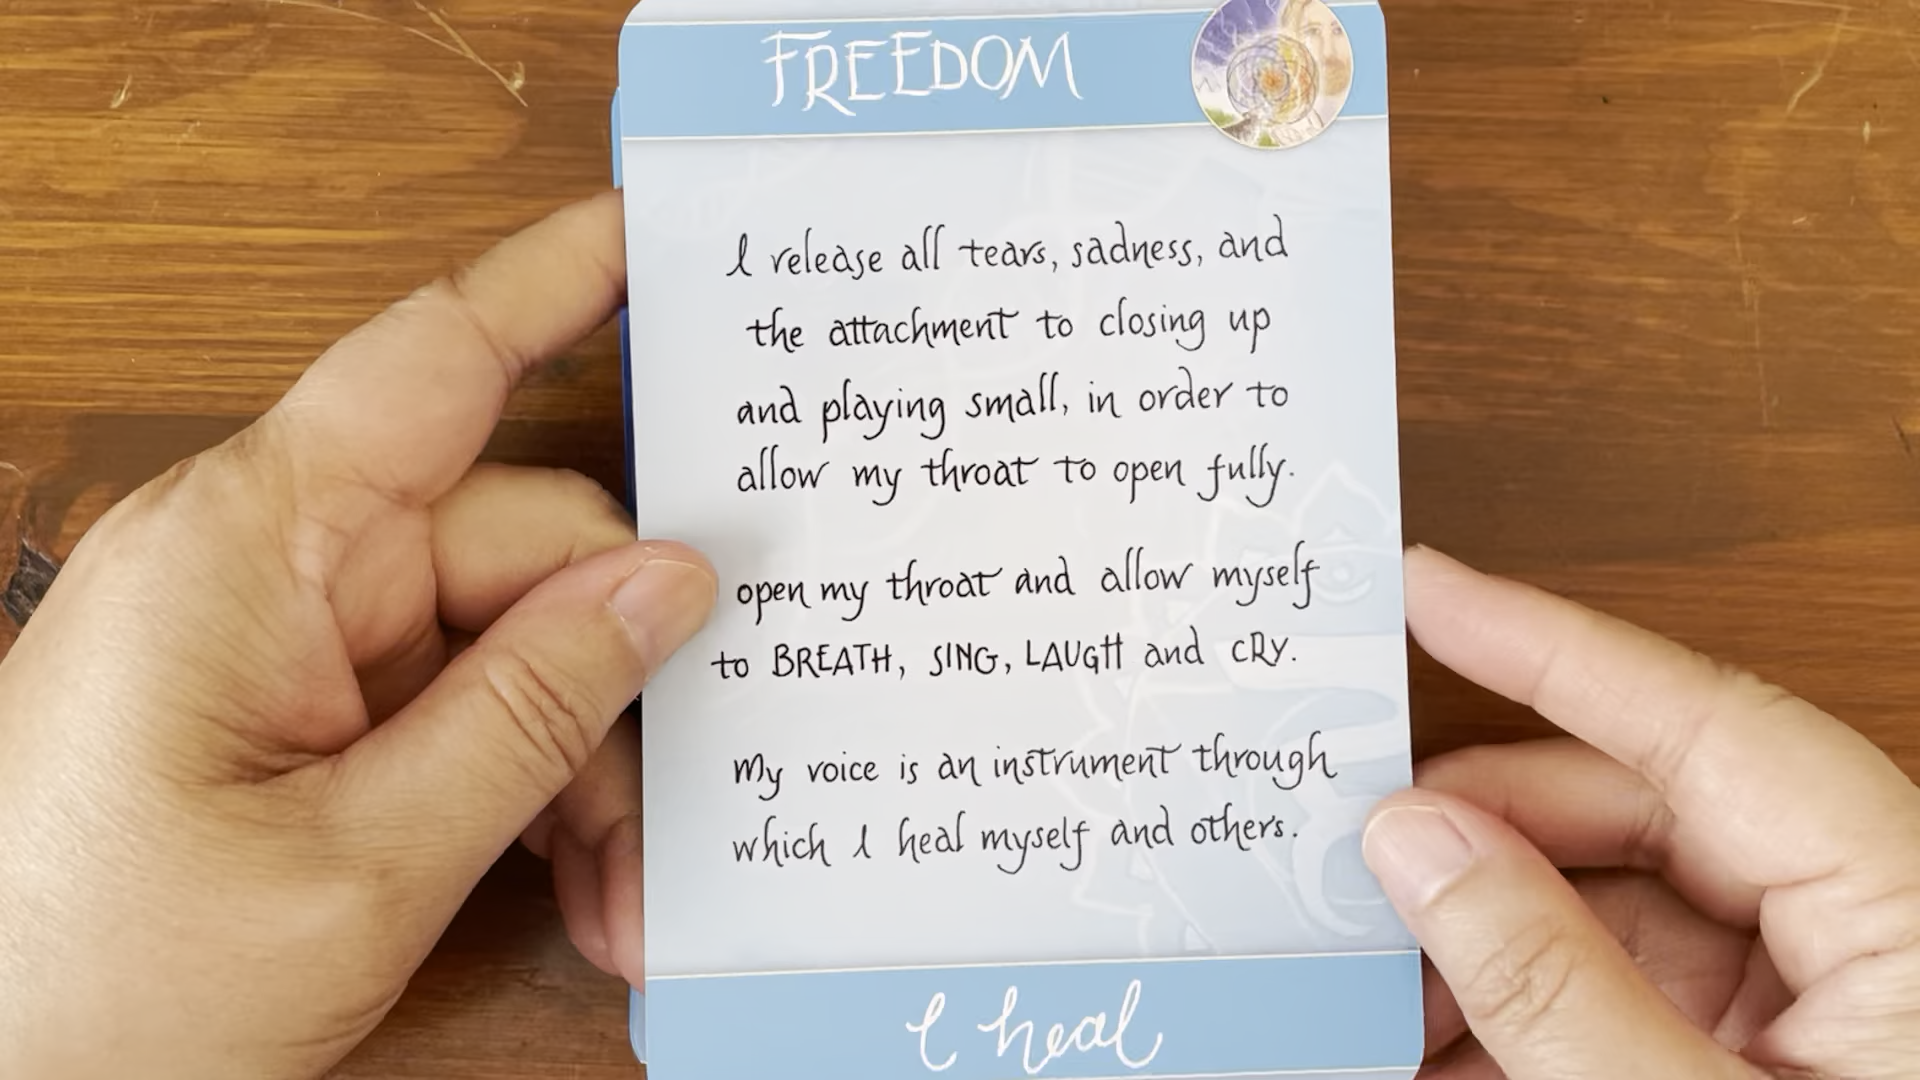 FREEDOM
I release all tears, sadness, and
the attachment to closing up
and playing small, in order to
allow my throat to open fully.
open my throat and allow myself
to BREATH, SING, LAUGH and CRY.
My voice is an instrument through
which I heal myself and others.
I heal